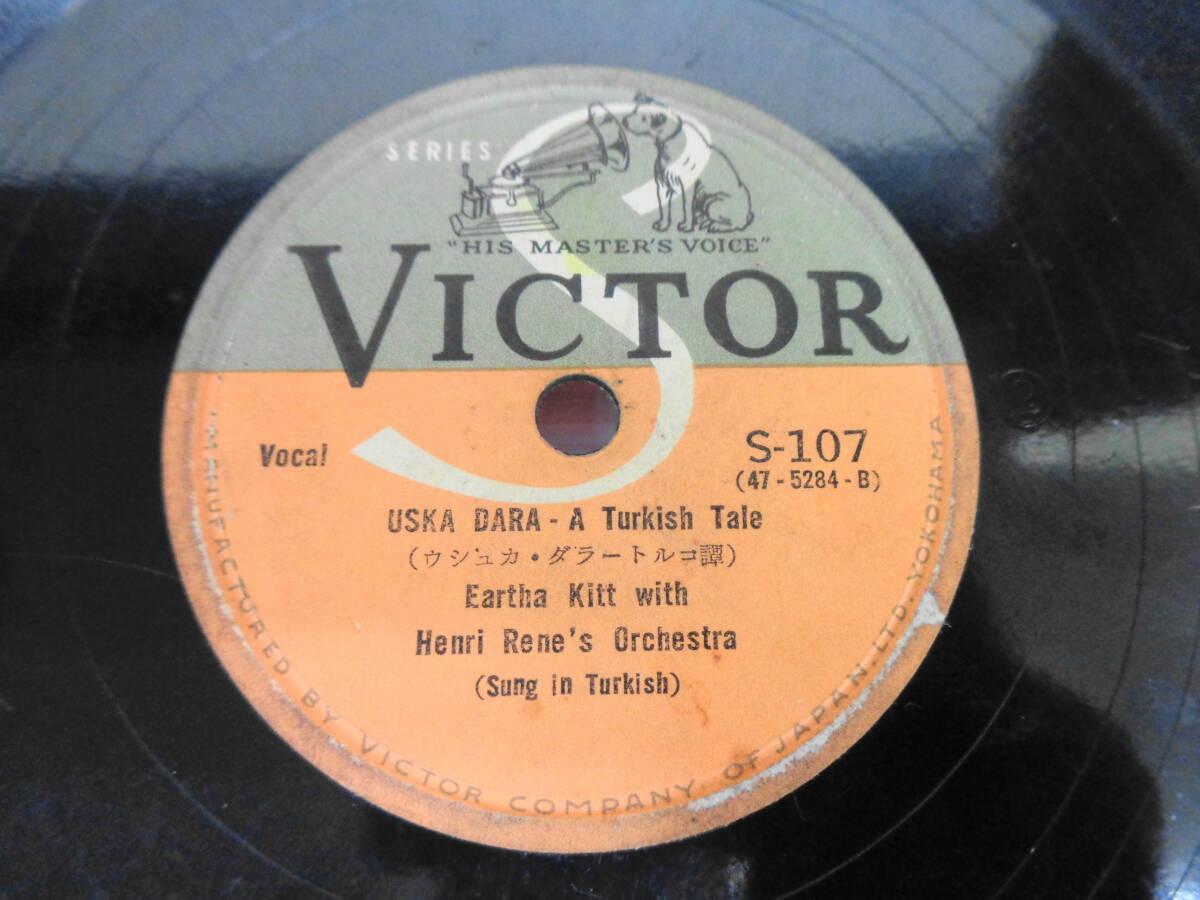 SERIES S
"HIS MASTER'S VOICE"
VICTOR
Vocal
S-107
(47-5284-B)
USKA DARA - A Turkish Tale
(ウシュカ・ダラートルコ譚)
Eartha Kitt with
Henri Rene's Orchestra
(Sung in Turkish)
MANUFACTURED BY VICTOR COMPANY OF JAPAN, LTD. YOKOHAMA